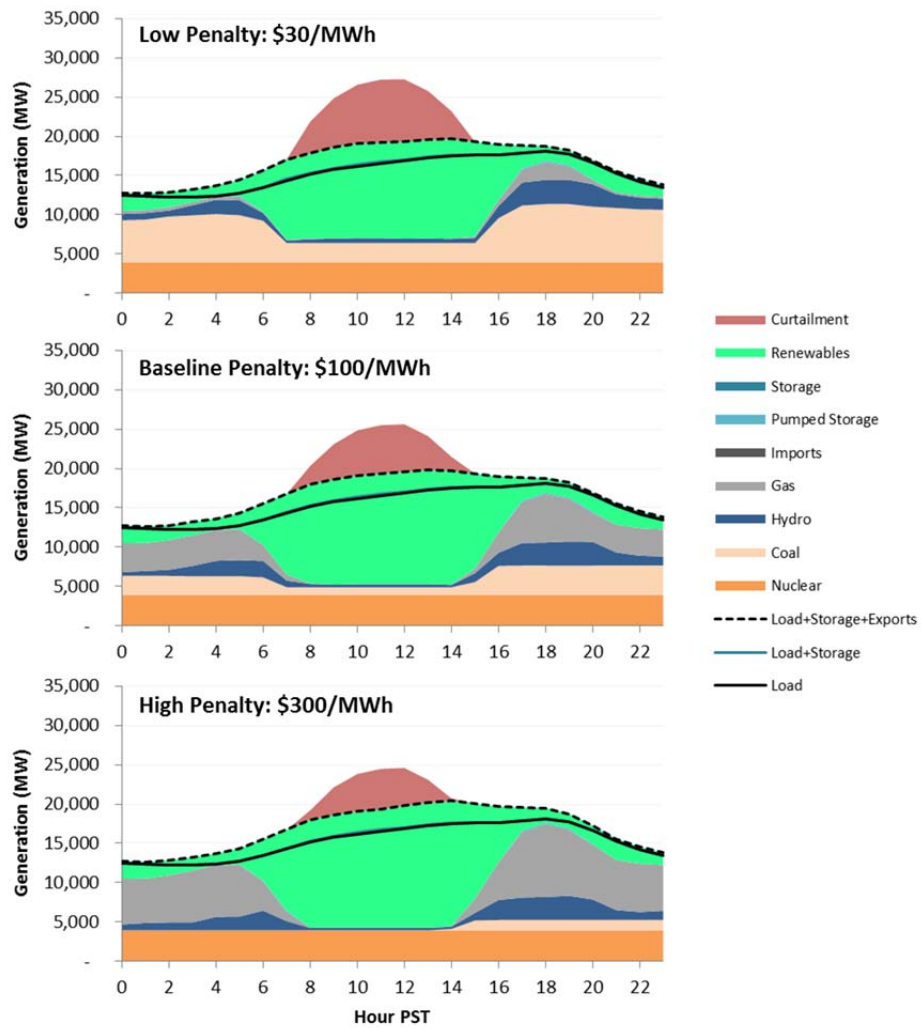 Low Penalty: $30/MWh
Generation (MW)
35,000
30,000
25,000
20,000
15,000
10,000
5,000
-
0 2 4 6 8 10 12 14 16 18 20 22
Baseline Penalty: $100/MWh
Generation (MW)
35,000
30,000
25,000
20,000
15,000
10,000
5,000
-
0 2 4 6 8 10 12 14 16 18 20 22
High Penalty: $300/MWh
Generation (MW)
35,000
30,000
25,000
20,000
15,000
10,000
5,000
-
0 2 4 6 8 10 12 14 16 18 20 22
Hour PST
Curtailment
Renewables
Storage
Pumped Storage
Imports
Gas
Hydro
Coal
Nuclear
Load+Storage+Exports
Load+Storage
Load